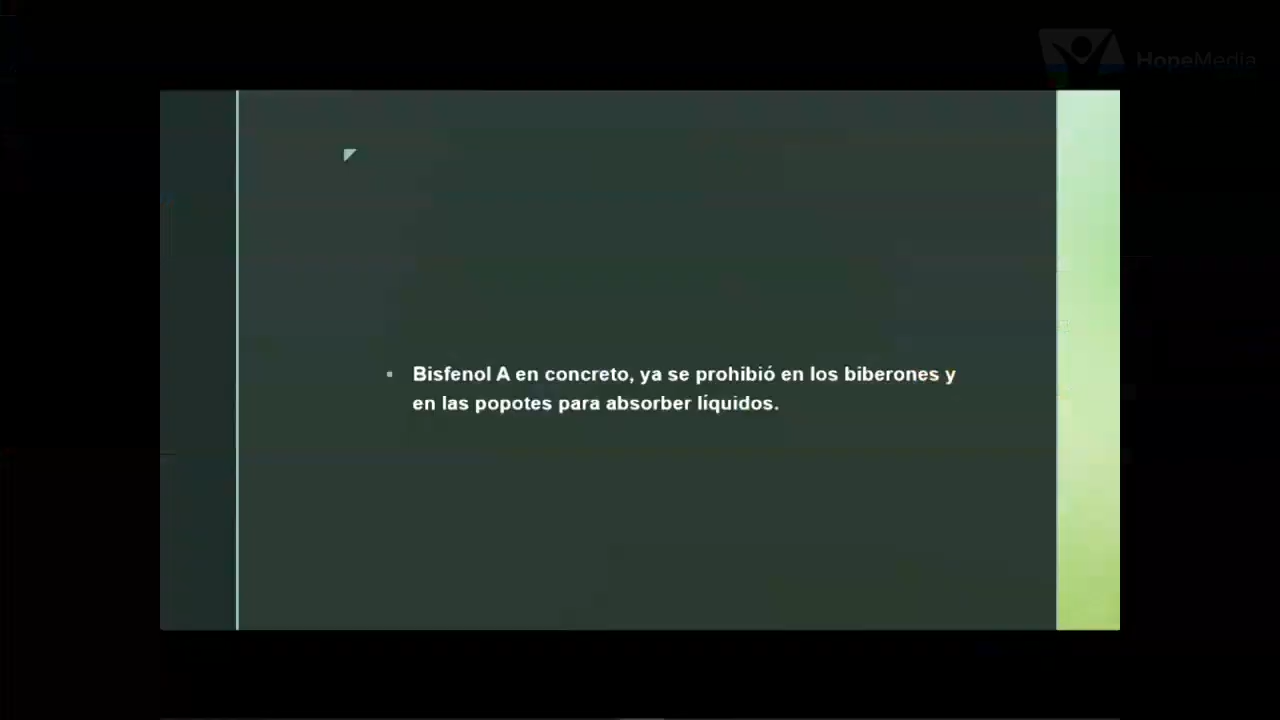 HopeMedia
Bisfenol A en concreto, ya se prohibió en los biberones y
en las popotes para absorber líquidos.